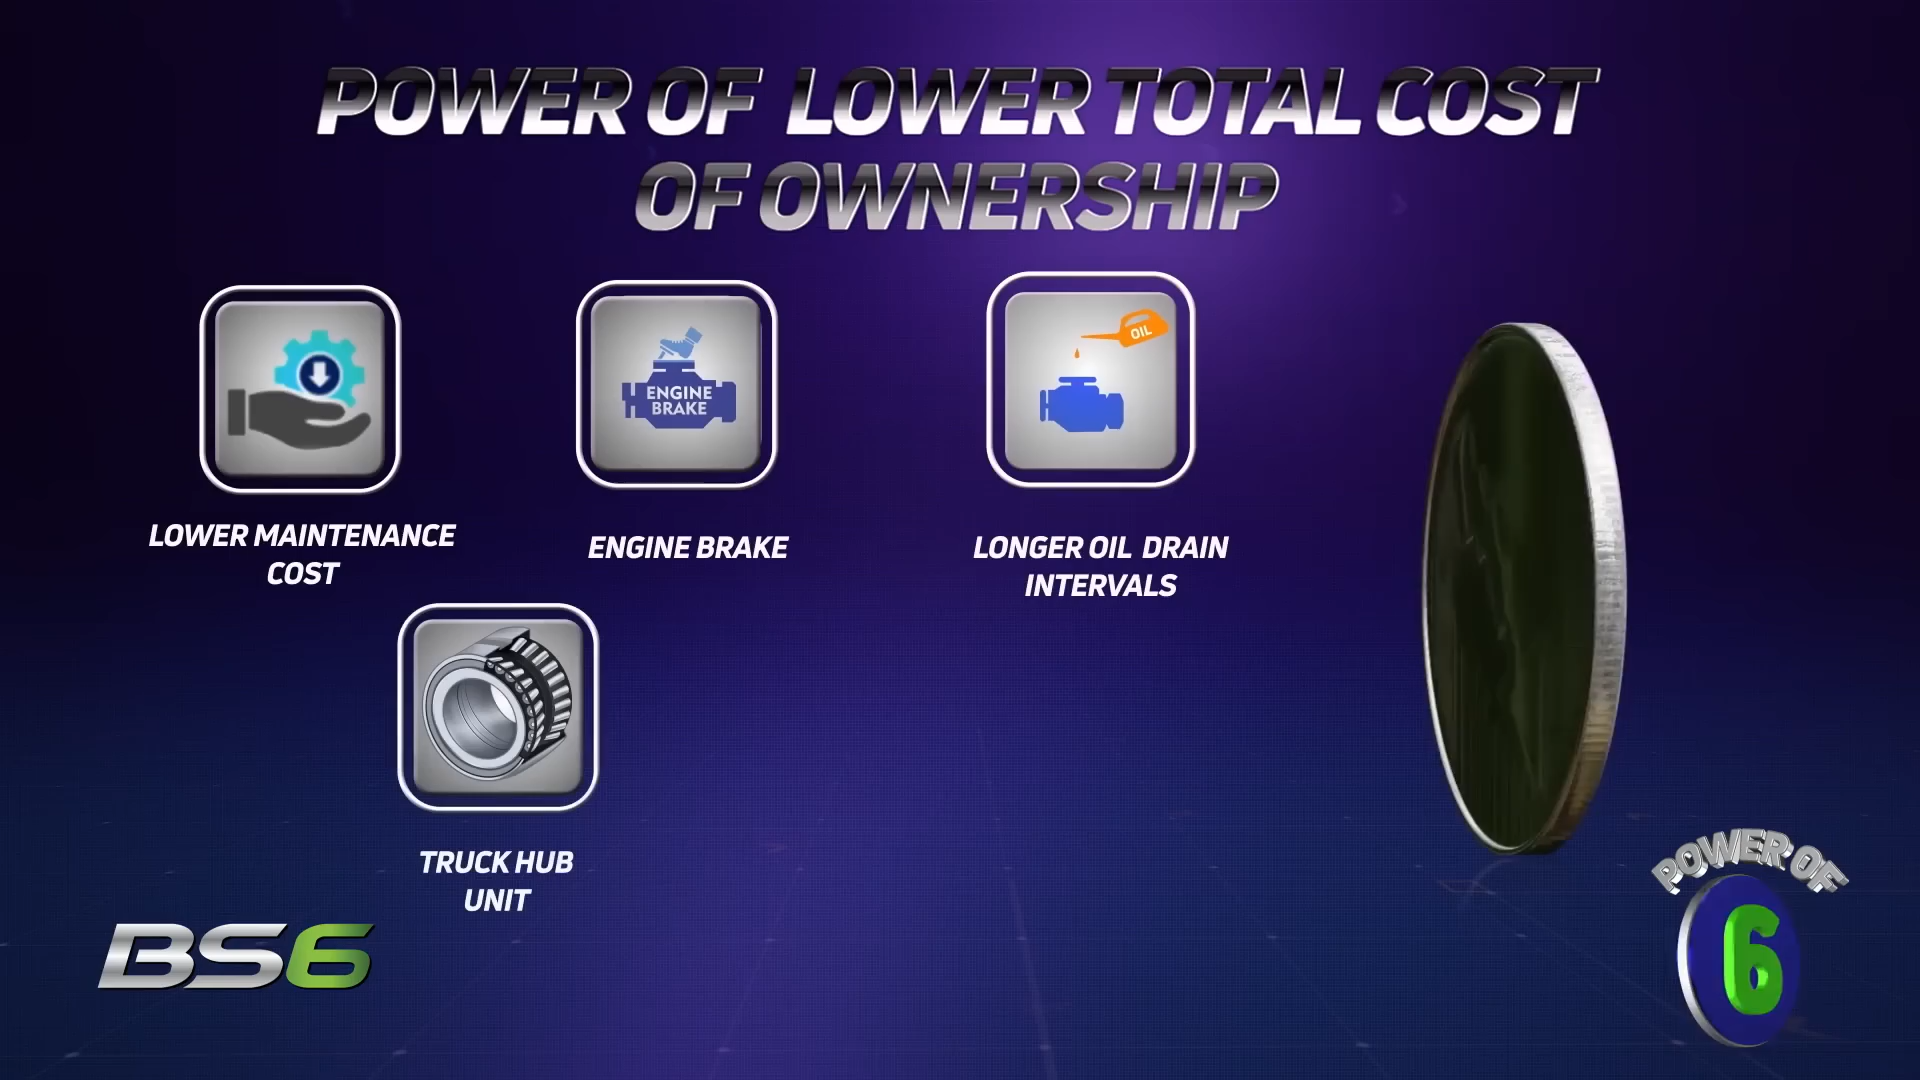 POWER OF LOWER TOTAL COST
OF OWNERSHIP
OIL
ENGINE
BRAKE
LOWER MAINTENANCE
COST
ENGINE BRAKE
LONGER OIL DRAIN
INTERVALS
TRUCK HUB
UNIT
BS6
POWER OF
6